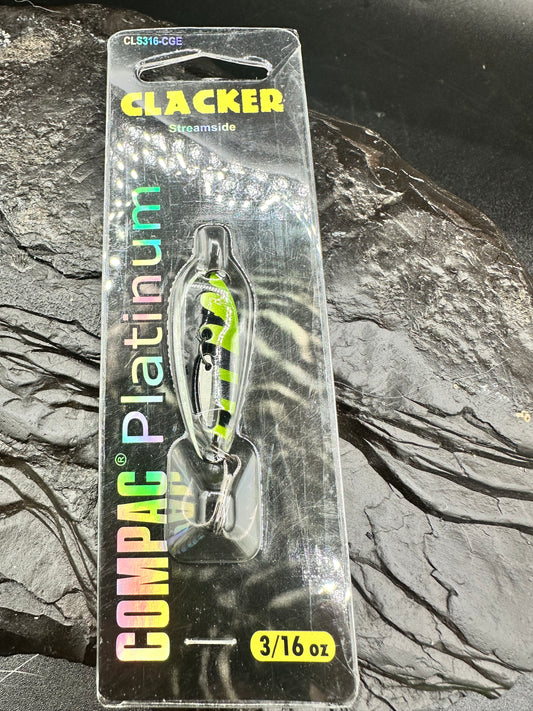 CLS316-CGE
CLACKER
Streamside
COMPAC® Platinum
3/16 oz